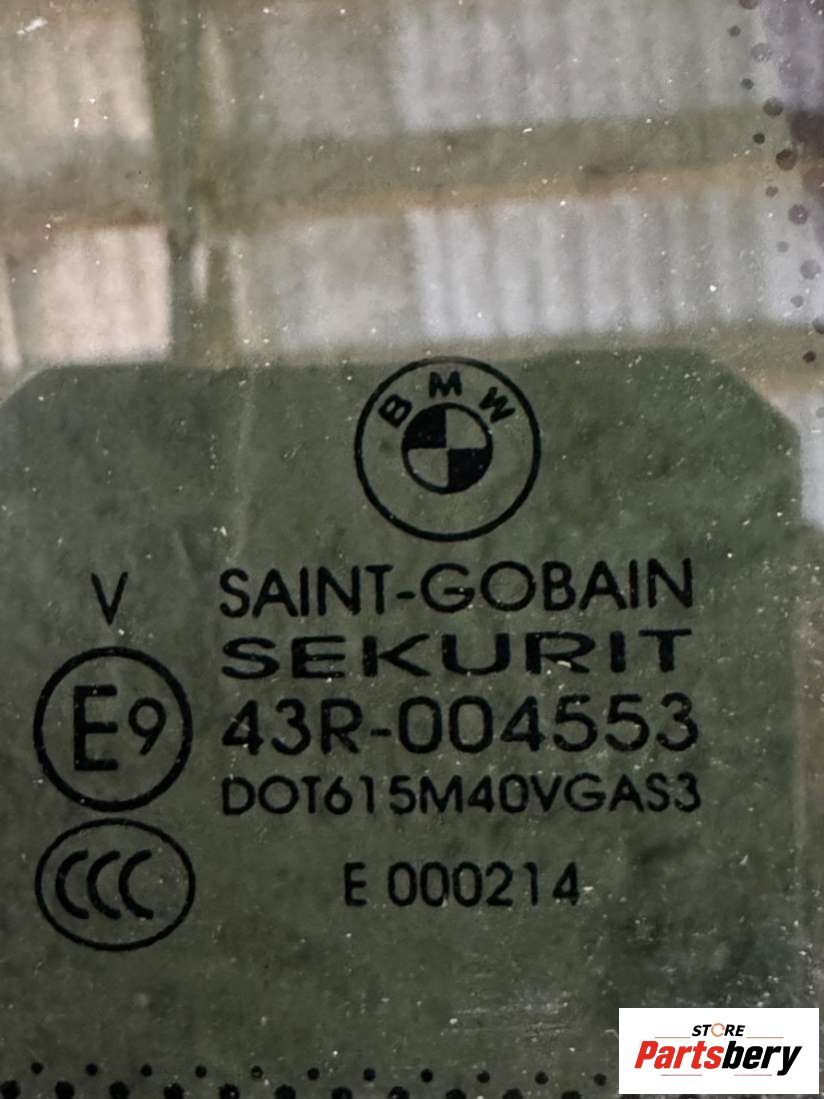 BMW
V SAINT-GOBAIN
SEKURIT
E9 43R-004553
DOT615M40VGAS3
CCC E 000214
STORE
Partsbery